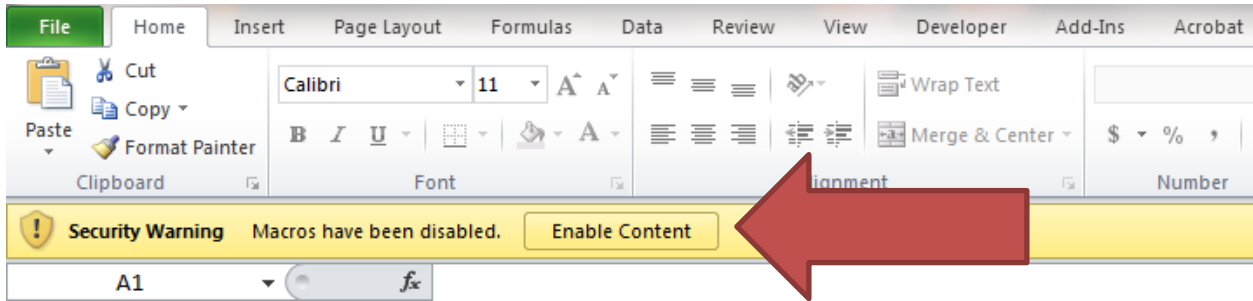 File Home Insert Page Layout Formulas Data Review View Developer Add-Ins Acrobat
Cut
Copy
Paste
Format Painter
Calibri 11 A A
B I U A
Wrap Text
Merge & Center
$ % ,
Clipboard Font lignment Number
! Security Warning Macros have been disabled. Enable Content
A1 fx